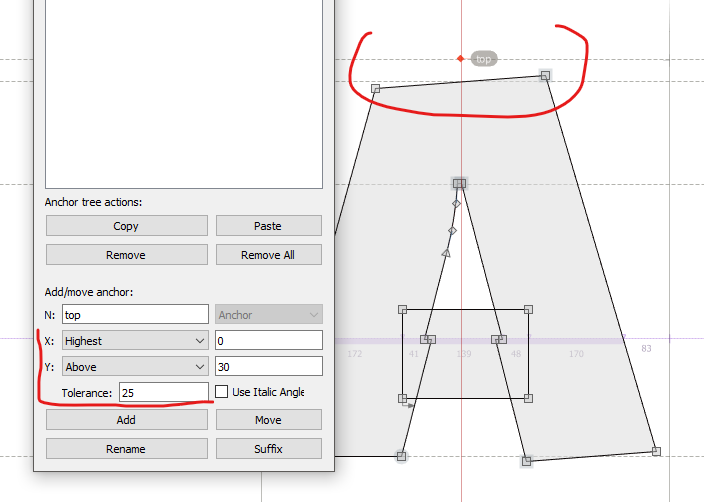 top
Anchor tree actions:
Copy Paste
Remove Remove All
Add/move anchor:
N: top Anchor
X: Highest 0
Y: Above 30
Tolerance: 25 Use Italic Angle
Add Move
Rename Suffix
172 41 139 48 170 83